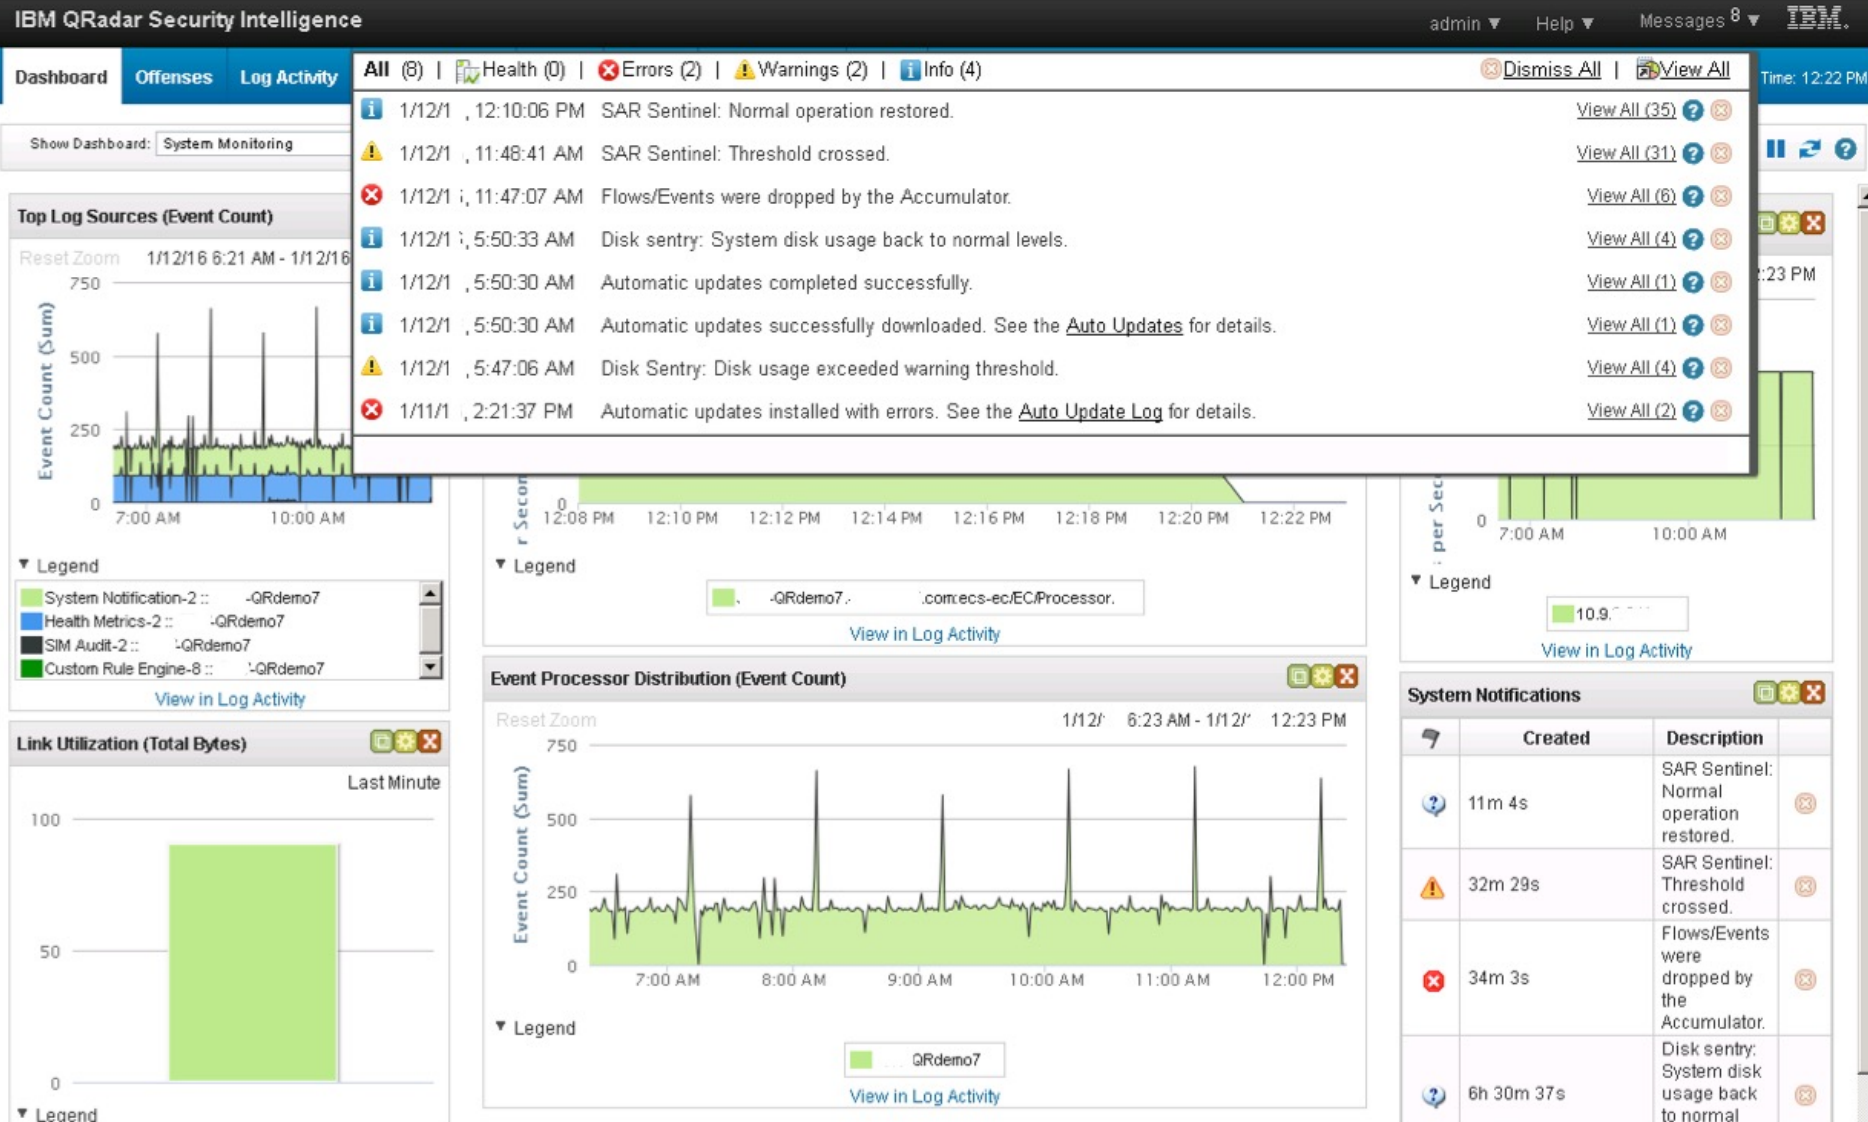 IBM QRadar Security Intelligence
admin ▼ Help ▼ Messages 8 ▼ IBM.
Dashboard Offenses Log Activity
Time: 12:22 PM
All (8) | Health (0) | Errors (2) | Warnings (2) | Info (4) Dismiss All | View All
1/12/1 , 12:10:06 PM SAR Sentinel: Normal operation restored. View All (35)
1/12/1 , 11:48:41 AM SAR Sentinel: Threshold crossed. View All (31)
1/12/1 , 11:47:07 AM Flows/Events were dropped by the Accumulator. View All (6)
1/12/1 , 5:50:33 AM Disk sentry: System disk usage back to normal levels. View All (4)
1/12/1 , 5:50:30 AM Automatic updates completed successfully. View All (1)
1/12/1 , 5:50:30 AM Automatic updates successfully downloaded. See the Auto Updates for details. View All (1)
1/12/1 , 5:47:06 AM Disk Sentry: Disk usage exceeded warning threshold. View All (4)
1/11/1 , 2:21:37 PM Automatic updates installed with errors. See the Auto Update Log for details. View All (2)
Show Dashboard: System Monitoring
Top Log Sources (Event Count)
Reset Zoom 1/12/16 6:21 AM - 1/12/16
Event Count (Sum)
750
500
250
0
7:00 AM 10:00 AM
▼ Legend
System Notification-2 :: -QRdemo7
Health Metrics-2 :: -QRdemo7
SIM Audit-2 :: -QRdemo7
Custom Rule Engine-8 :: -QRdemo7
View in Log Activity
Link Utilization (Total Bytes)
Last Minute
100
50
0
▼ Legend
r Secon
0
12:08 PM 12:10 PM 12:12 PM 12:14 PM 12:16 PM 12:18 PM 12:20 PM 12:22 PM
▼ Legend
-QRdemo7. .com:ecs-ec/EC/Processor.
View in Log Activity
Event Processor Distribution (Event Count)
Reset Zoom 1/12/ 6:23 AM - 1/12/ 12:23 PM
Event Count (Sum)
750
500
250
0
7:00 AM 8:00 AM 9:00 AM 10:00 AM 11:00 AM 12:00 PM
▼ Legend
QRdemo7
View in Log Activity
:23 PM
per Sec
0
7:00 AM 10:00 AM
▼ Legend
10.9.
View in Log Activity
System Notifications
Created Description
11m 4s SAR Sentinel:
Normal
operation
restored.
32m 29s SAR Sentinel:
Threshold
crossed.
34m 3s Flows/Events
were
dropped by
the
Accumulator.
6h 30m 37s Disk sentry:
System disk
usage back
to normal